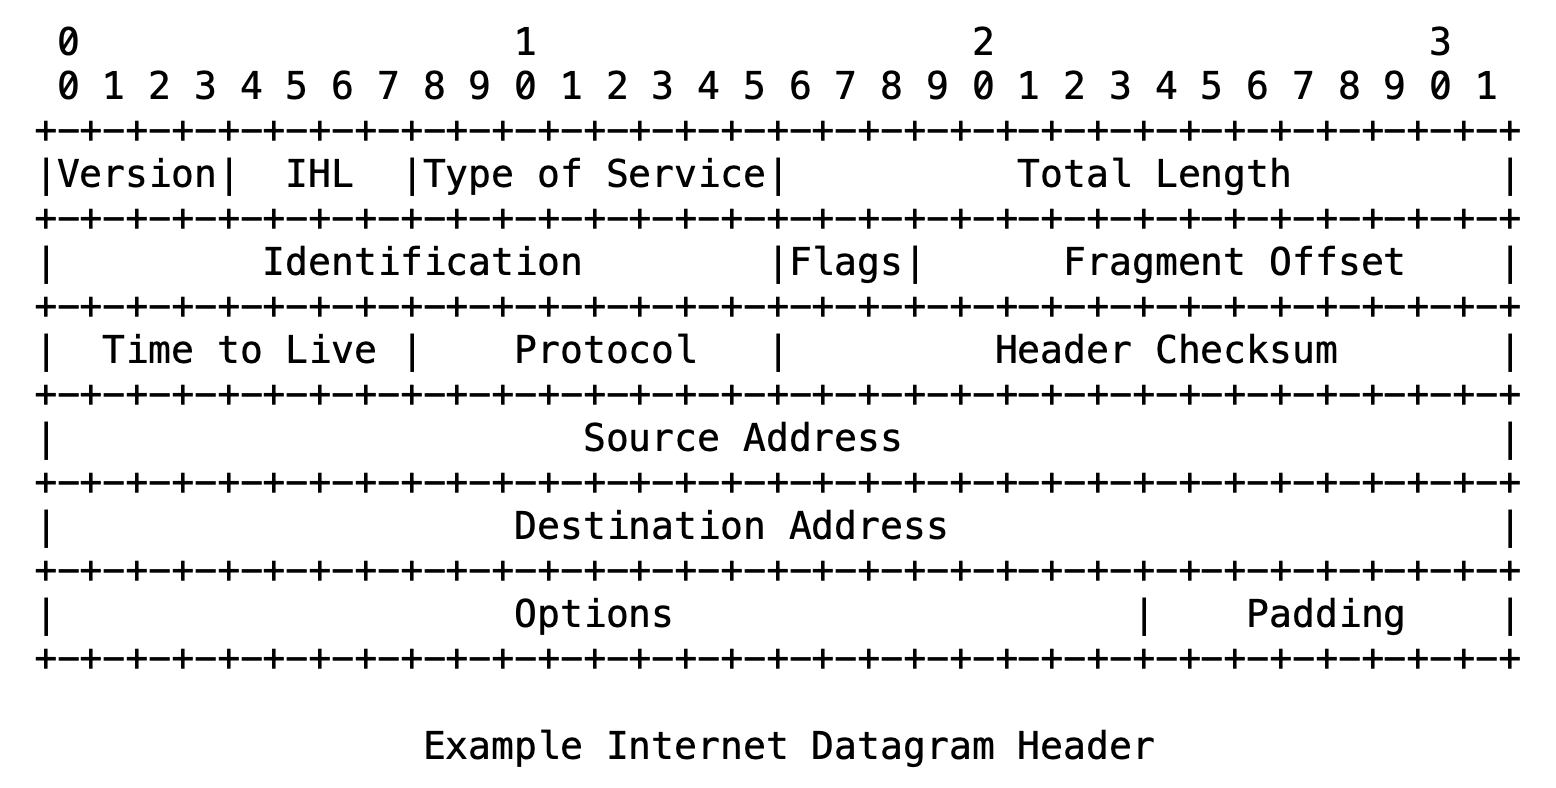 0                   1                   2                   3
 0 1 2 3 4 5 6 7 8 9 0 1 2 3 4 5 6 7 8 9 0 1 2 3 4 5 6 7 8 9 0 1
+-+-+-+-+-+-+-+-+-+-+-+-+-+-+-+-+-+-+-+-+-+-+-+-+-+-+-+-+-+-+-+-+
|Version|  IHL  |Type of Service|          Total Length         |
+-+-+-+-+-+-+-+-+-+-+-+-+-+-+-+-+-+-+-+-+-+-+-+-+-+-+-+-+-+-+-+-+
|         Identification        |Flags|      Fragment Offset    |
+-+-+-+-+-+-+-+-+-+-+-+-+-+-+-+-+-+-+-+-+-+-+-+-+-+-+-+-+-+-+-+-+
|  Time to Live |    Protocol   |         Header Checksum       |
+-+-+-+-+-+-+-+-+-+-+-+-+-+-+-+-+-+-+-+-+-+-+-+-+-+-+-+-+-+-+-+-+
|                       Source Address                          |
+-+-+-+-+-+-+-+-+-+-+-+-+-+-+-+-+-+-+-+-+-+-+-+-+-+-+-+-+-+-+-+-+
|                    Destination Address                        |
+-+-+-+-+-+-+-+-+-+-+-+-+-+-+-+-+-+-+-+-+-+-+-+-+-+-+-+-+-+-+-+-+
|                    Options                    |    Padding    |
+-+-+-+-+-+-+-+-+-+-+-+-+-+-+-+-+-+-+-+-+-+-+-+-+-+-+-+-+-+-+-+-+
Example Internet Datagram Header